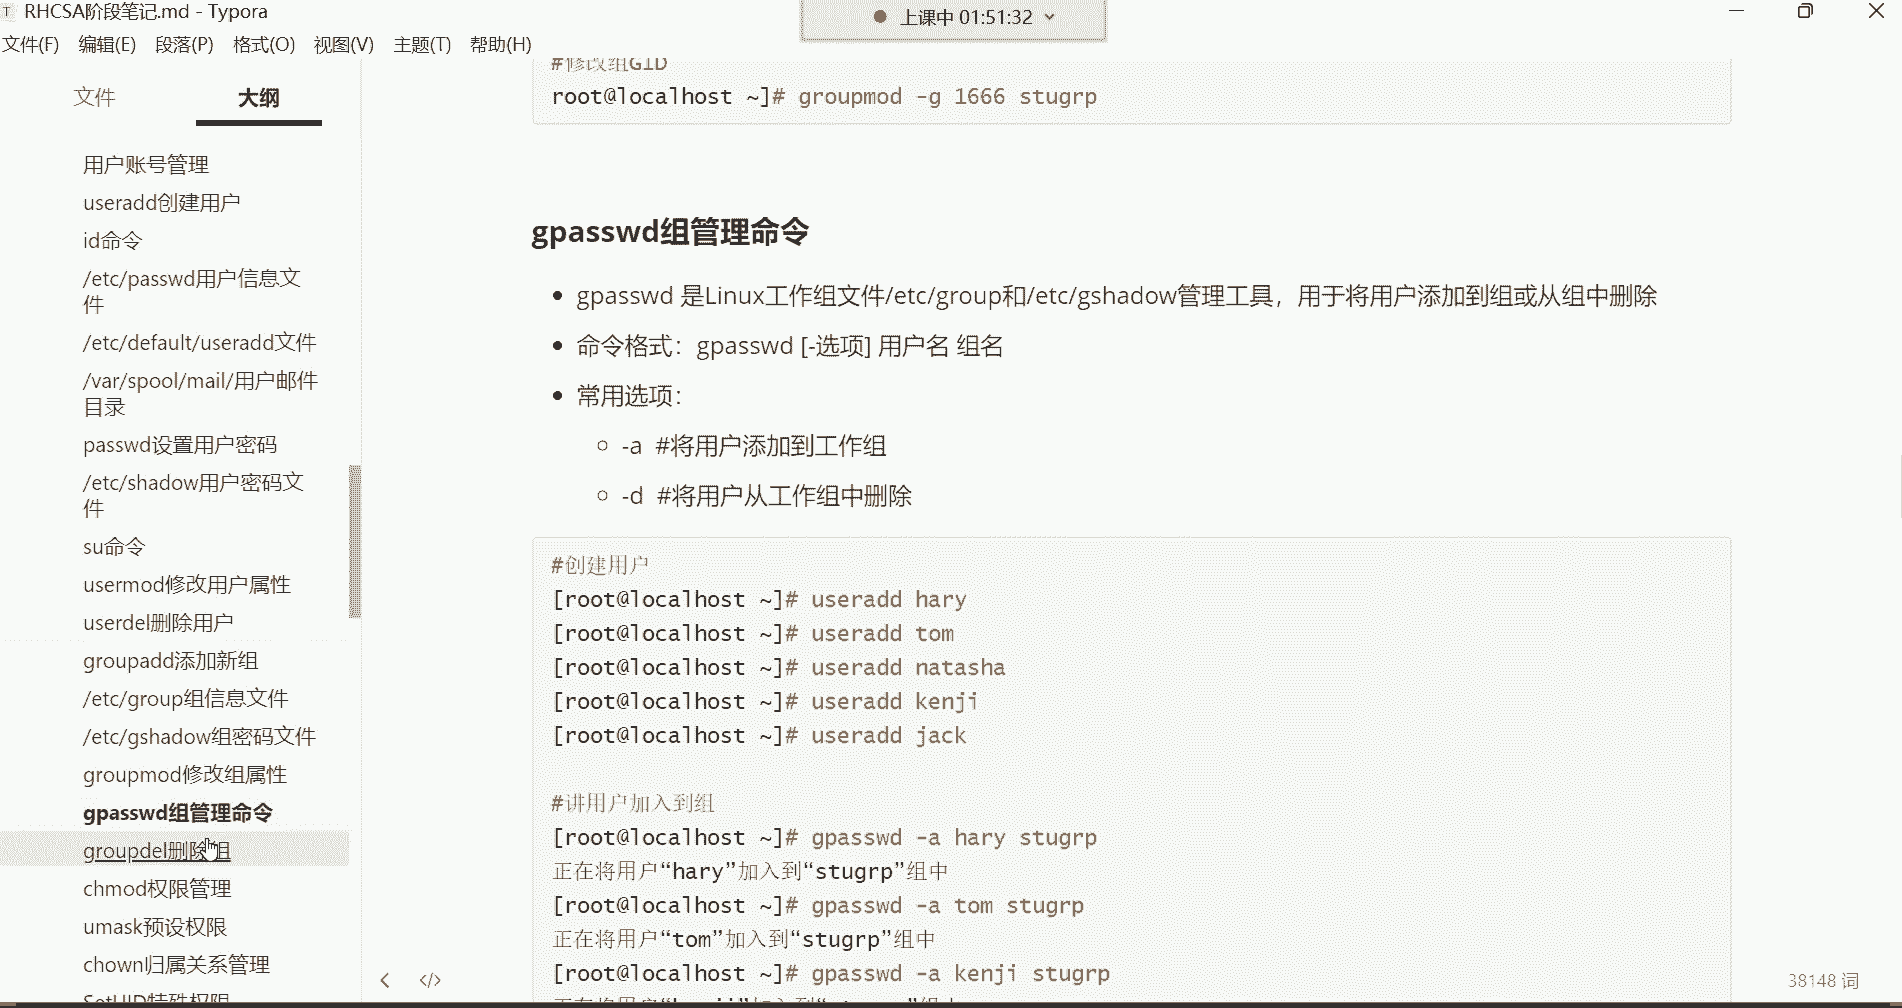 RHCSA阶段笔记.md - Typora
上课中 01:51:32
文件(F) 编辑(E) 段落(P) 格式(O) 视图(V) 主题(T) 帮助(H)
文件 大纲
用户账号管理
useradd创建用户
id命令
/etc/passwd用户信息文
件
/etc/default/useradd文件
/var/spool/mail/用户邮件
目录
passwd设置用户密码
/etc/shadow用户密码文
件
su命令
usermod修改用户属性
userdel删除用户
groupadd添加新组
/etc/group组信息文件
/etc/gshadow组密码文件
groupmod修改组属性
gpasswd组管理命令
groupdel删除组
chmod权限管理
umask预设权限
chown归属关系管理
SetUID特殊权限
#修改组GID
root@localhost ~]# groupmod -g 1666 stugrp
gpasswd组管理命令
gpasswd 是Linux工作组文件/etc/group和/etc/gshadow管理工具，用于将用户添加到组或从组中删除
命令格式：gpasswd [-选项] 用户名 组名
常用选项：
-a #将用户添加到工作组
-d #将用户从工作组中删除
#创建用户
[root@localhost ~]# useradd hary
[root@localhost ~]# useradd tom
[root@localhost ~]# useradd natasha
[root@localhost ~]# useradd kenji
[root@localhost ~]# useradd jack
#讲用户加入到组
[root@localhost ~]# gpasswd -a hary stugrp
正在将用户“hary”加入到“stugrp”组中
[root@localhost ~]# gpasswd -a tom stugrp
正在将用户“tom”加入到“stugrp”组中
[root@localhost ~]# gpasswd -a kenji stugrp
38148 词